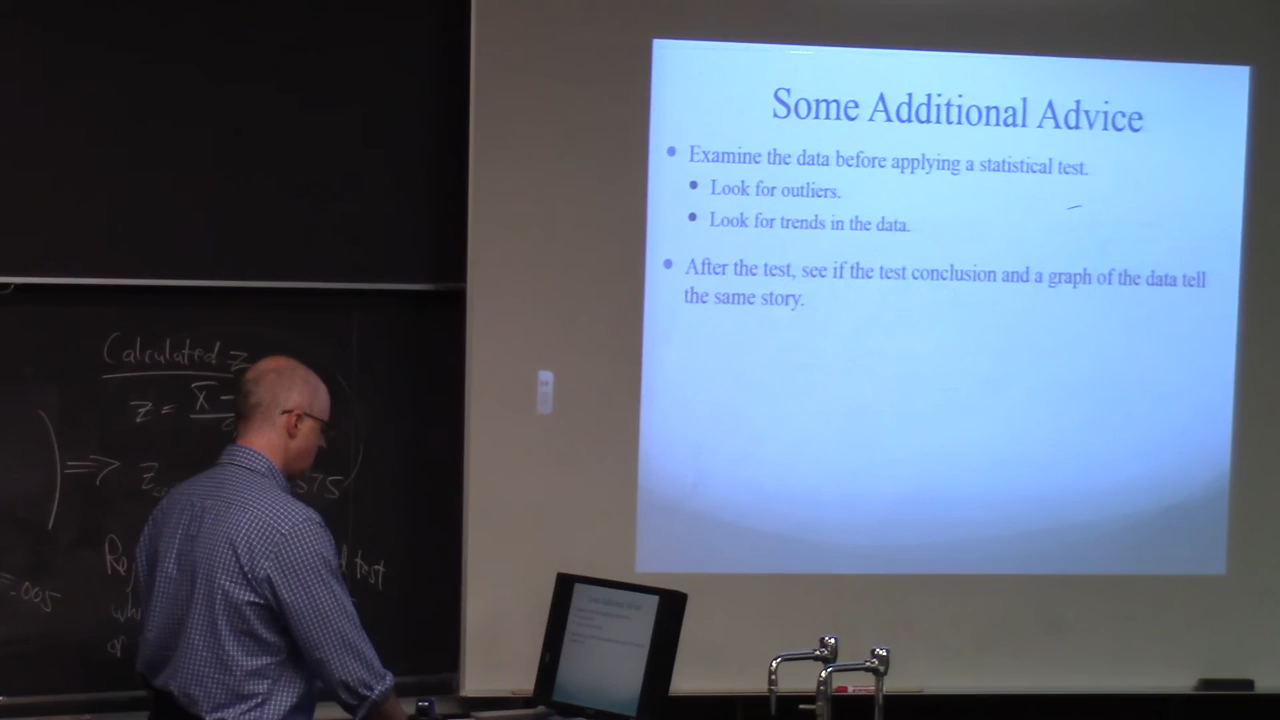 Some Additional Advice
• Examine the data before applying a statistical test.
• Look for outliers.
• Look for trends in the data.
• After the test, see if the test conclusion and a graph of the data tell
the same story.
Calculated z
z = x̄ -
=> z
= .005
test